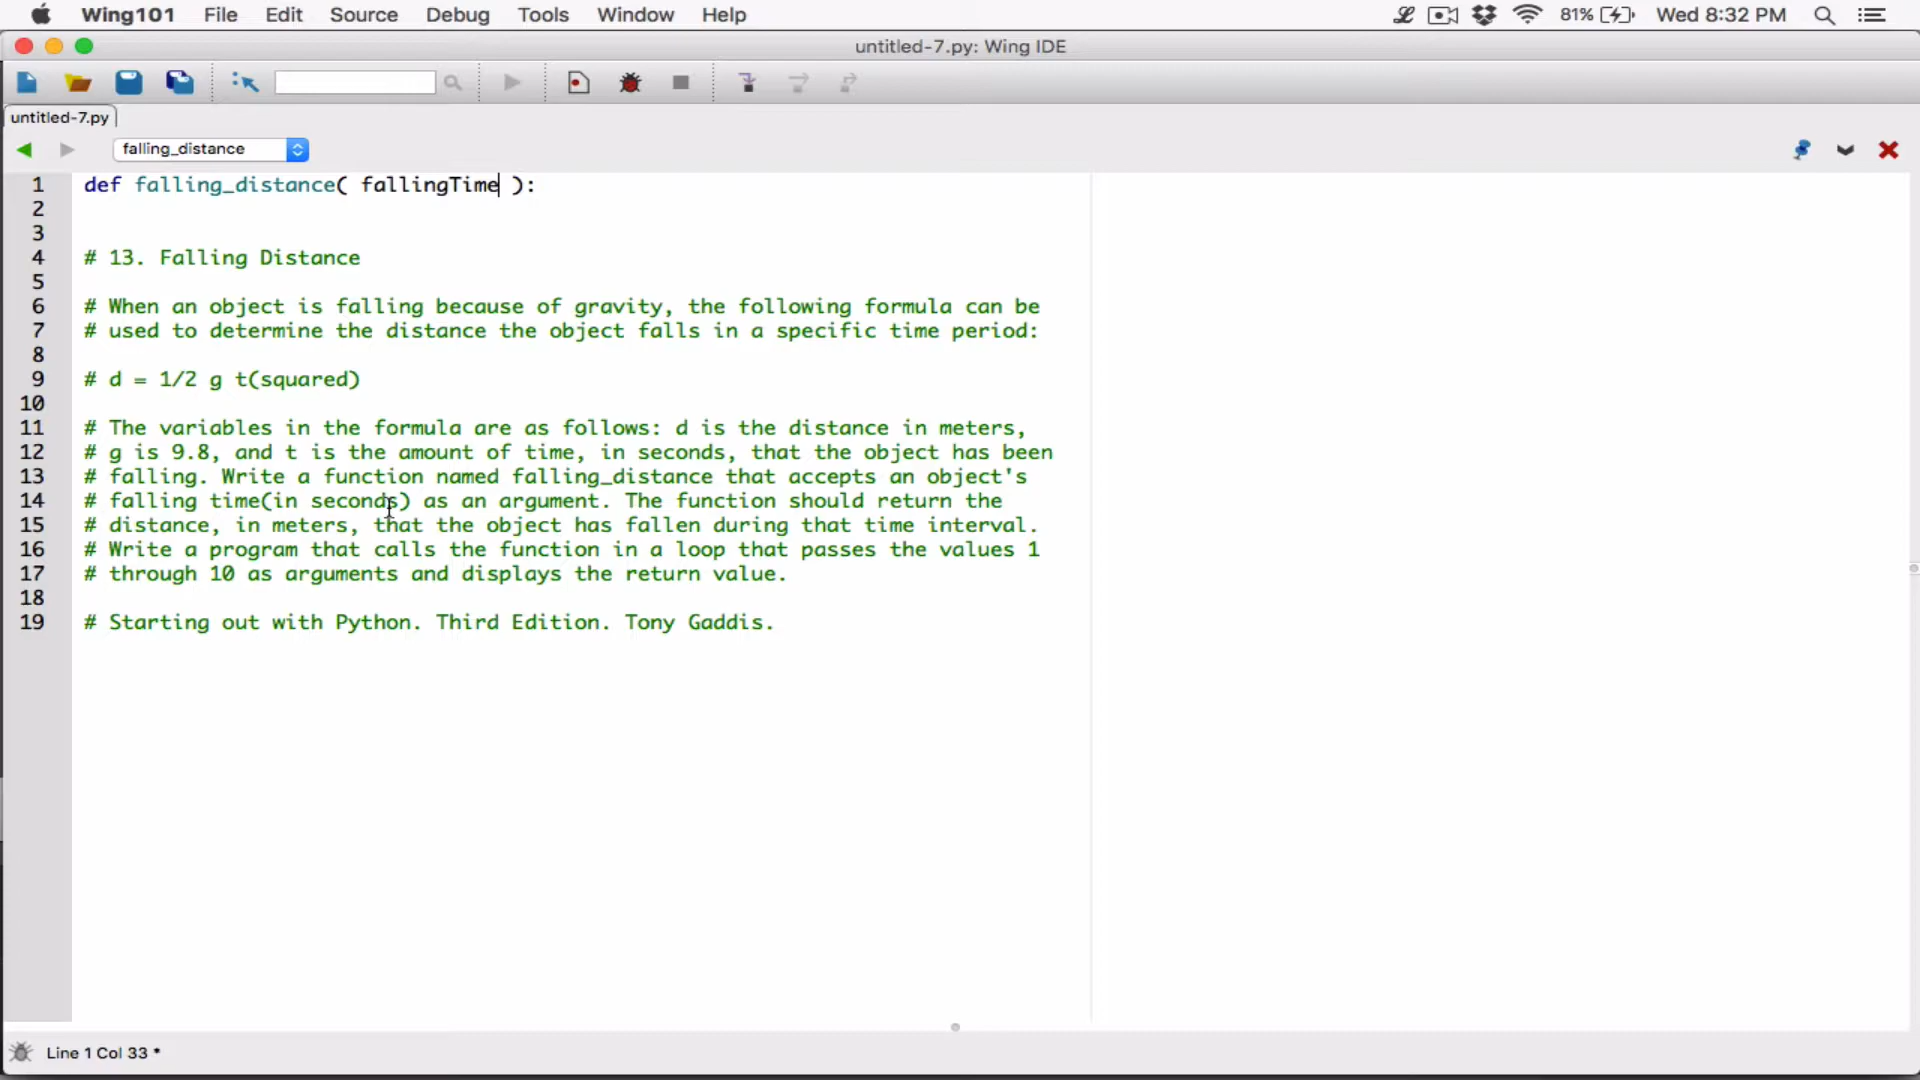 Wing101 File Edit Source Debug Tools Window Help 81% Wed 8:32 PM
untitled-7.py: Wing IDE
untitled-7.py
falling_distance
1 def falling_distance( fallingTime ):
2
3
4 # 13. Falling Distance
5
6 # When an object is falling because of gravity, the following formula can be
7 # used to determine the distance the object falls in a specific time period:
8
9 # d = 1/2 g t(squared)
10
11 # The variables in the formula are as follows: d is the distance in meters,
12 # g is 9.8, and t is the amount of time, in seconds, that the object has been
13 # falling. Write a function named falling_distance that accepts an object's
14 # falling time(in seconds) as an argument. The function should return the
15 # distance, in meters, that the object has fallen during that time interval.
16 # Write a program that calls the function in a loop that passes the values 1
17 # through 10 as arguments and displays the return value.
18
19 # Starting out with Python. Third Edition. Tony Gaddis.
Line 1 Col 33 *